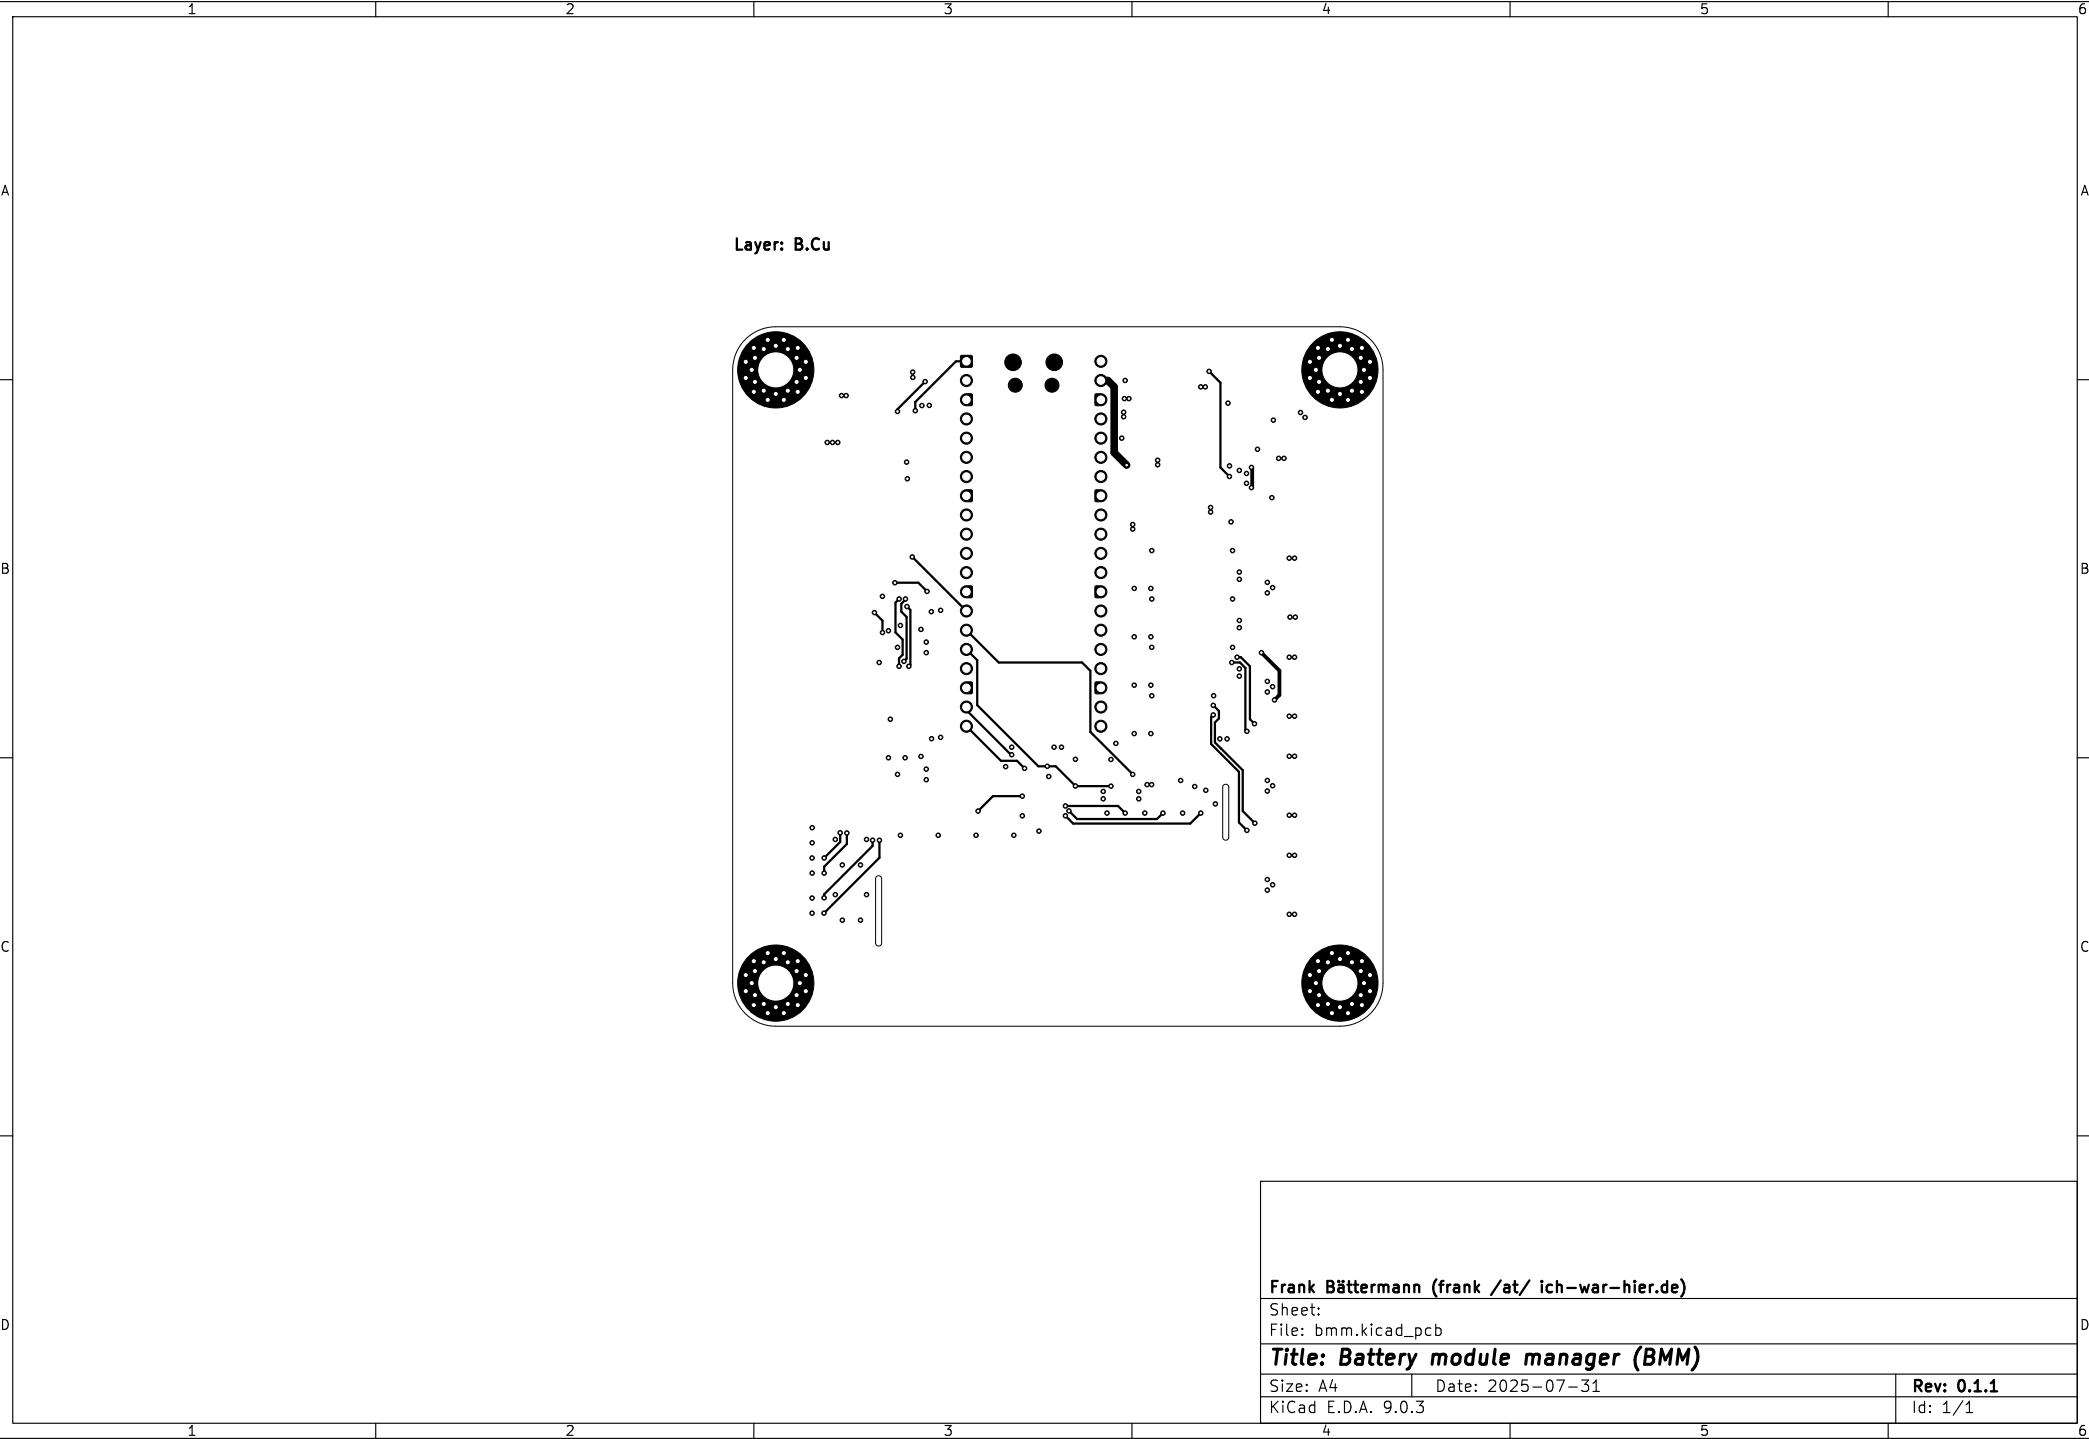 1 2 3 4 5 6
A A
Layer: B.Cu
B B
C C
Frank Bättermann (frank /at/ ich-war-hier.de)
Sheet:
File: bmm.kicad_pcb
D D
Title: Battery module manager (BMM)
Size: A4 Date: 2025-07-31 Rev: 0.1.1
KiCad E.D.A. 9.0.3 Id: 1/1
1 2 3 4 5 6